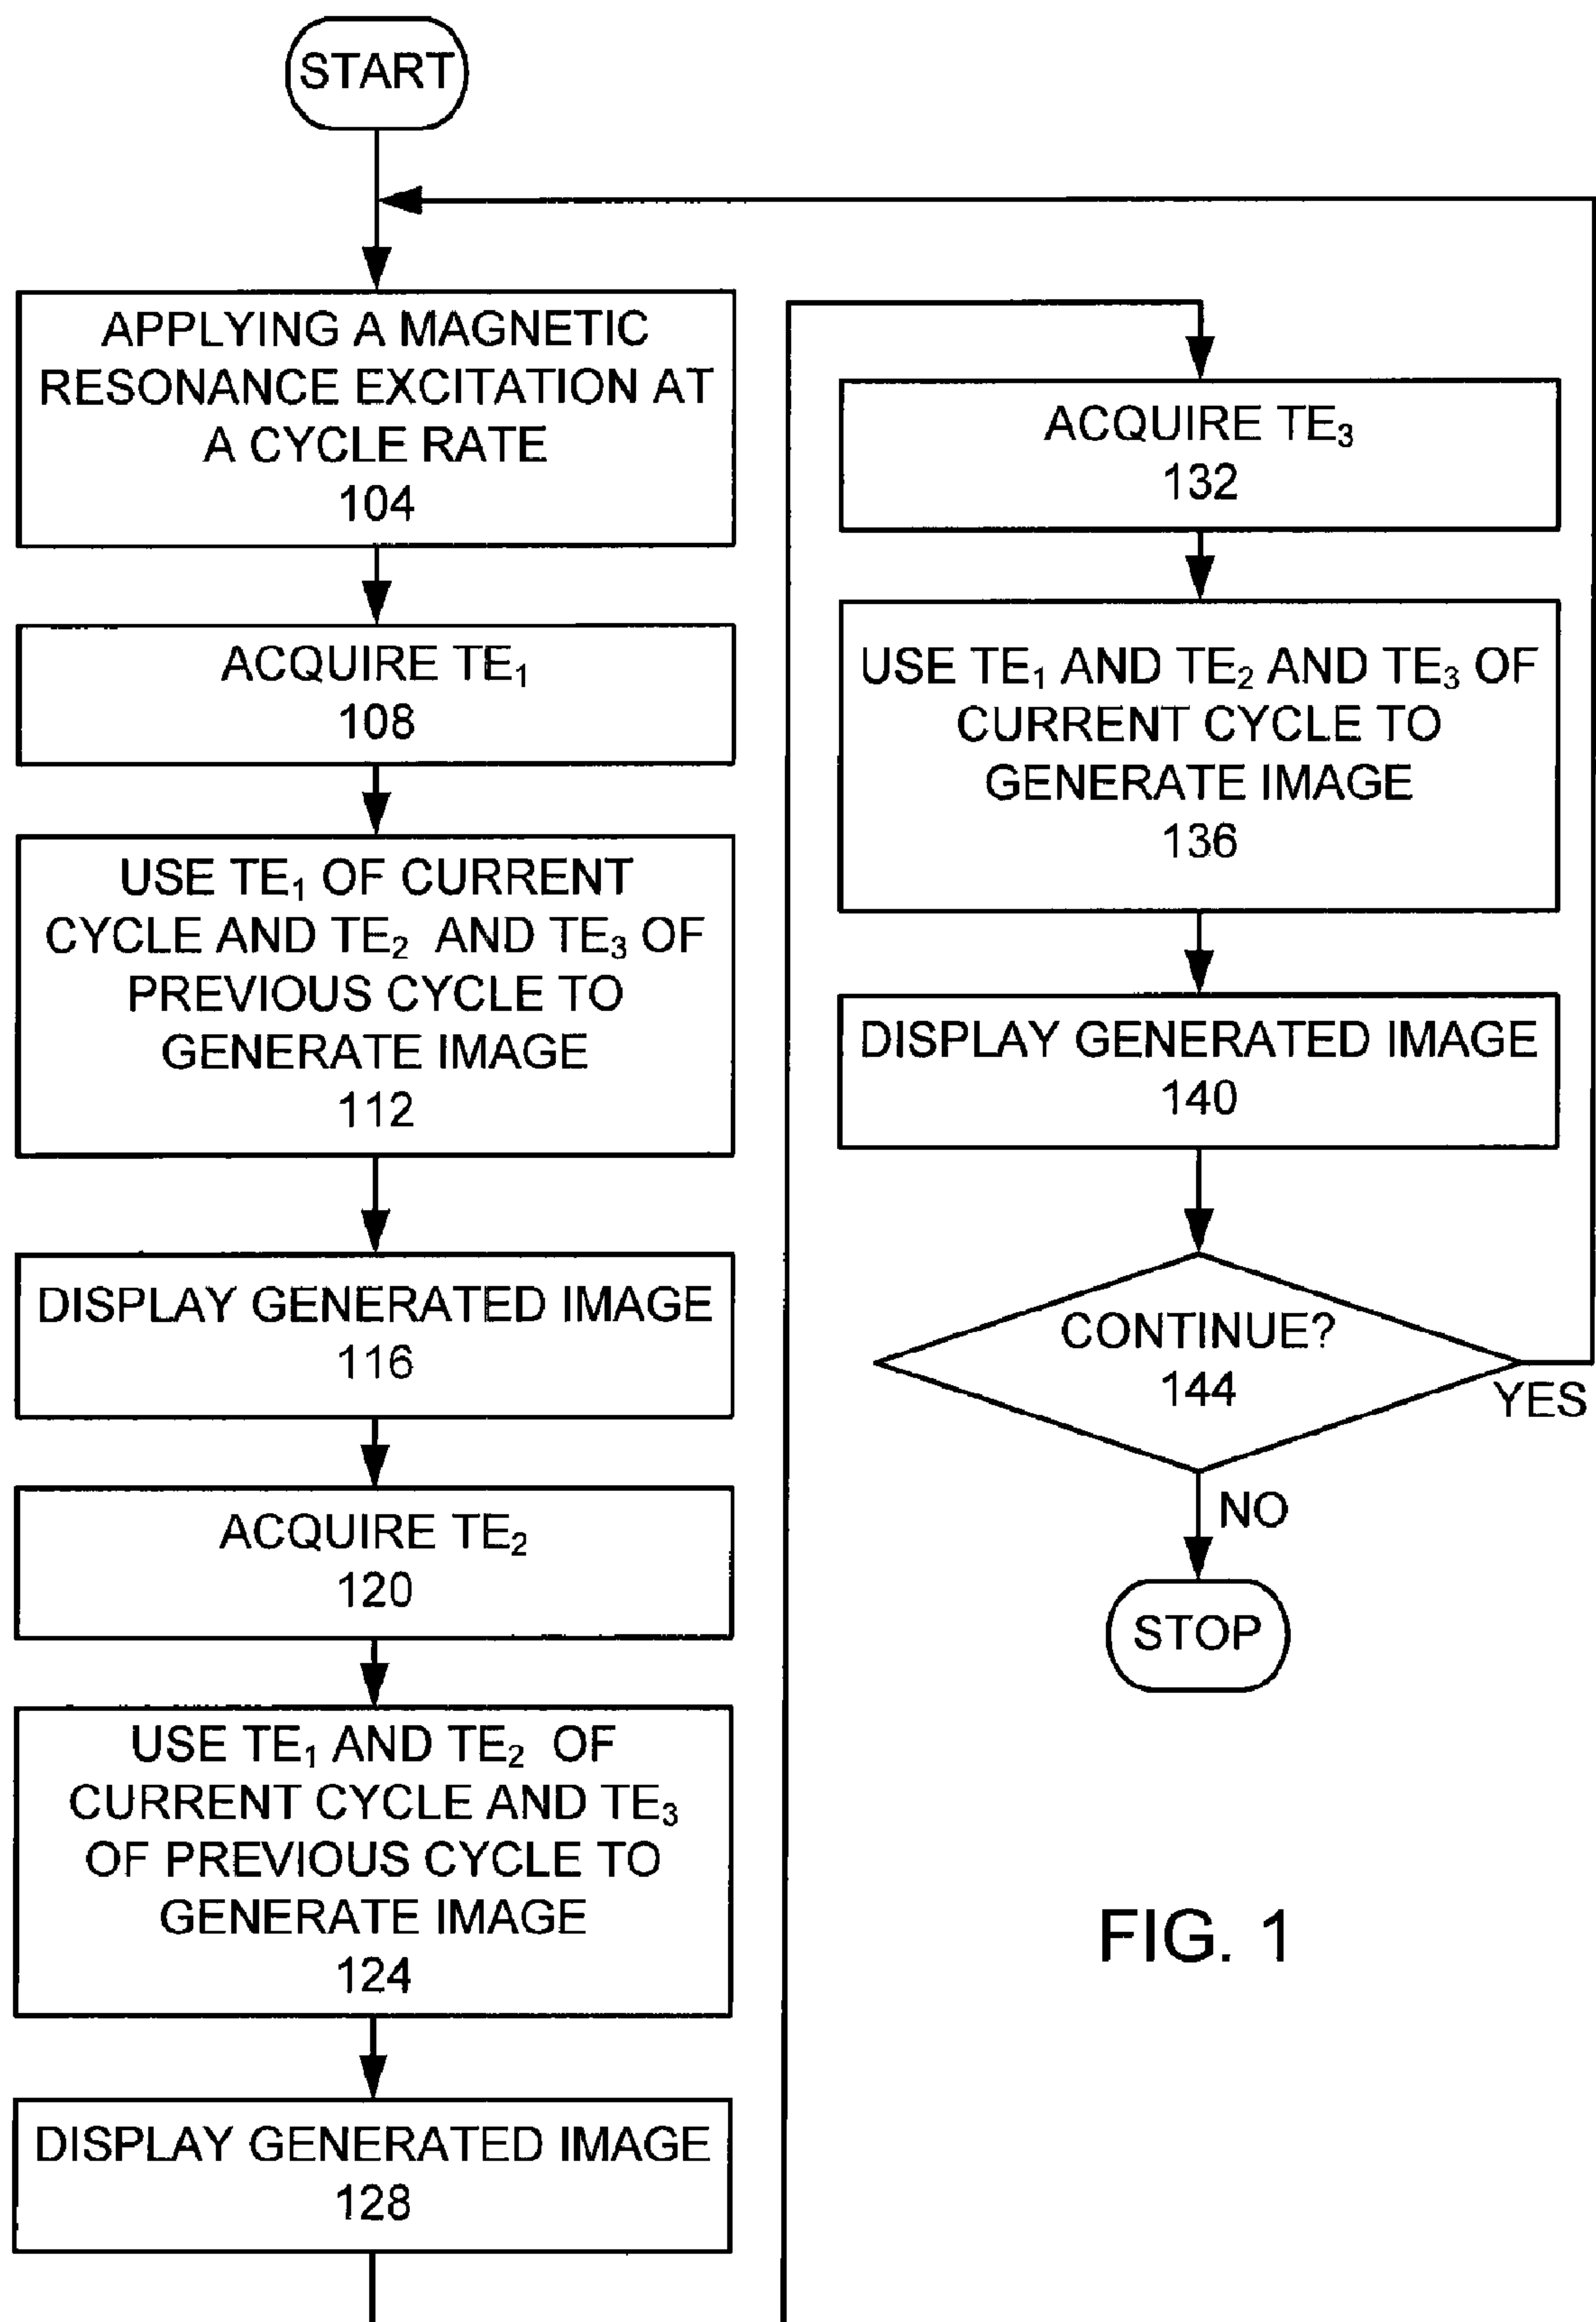 START
APPLYING A MAGNETIC
RESONANCE EXCITATION AT
A CYCLE RATE
104
ACQUIRE TE₁
108
USE TE₁ OF CURRENT
CYCLE AND TE₂ AND TE₃ OF
PREVIOUS CYCLE TO
GENERATE IMAGE
112
DISPLAY GENERATED IMAGE
116
ACQUIRE TE₂
120
USE TE₁ AND TE₂ OF
CURRENT CYCLE AND TE₃
OF PREVIOUS CYCLE TO
GENERATE IMAGE
124
DISPLAY GENERATED IMAGE
128
ACQUIRE TE₃
132
USE TE₁ AND TE₂ AND TE₃ OF
CURRENT CYCLE TO
GENERATE IMAGE
136
DISPLAY GENERATED IMAGE
140
CONTINUE?
144
YES
NO
STOP
FIG. 1